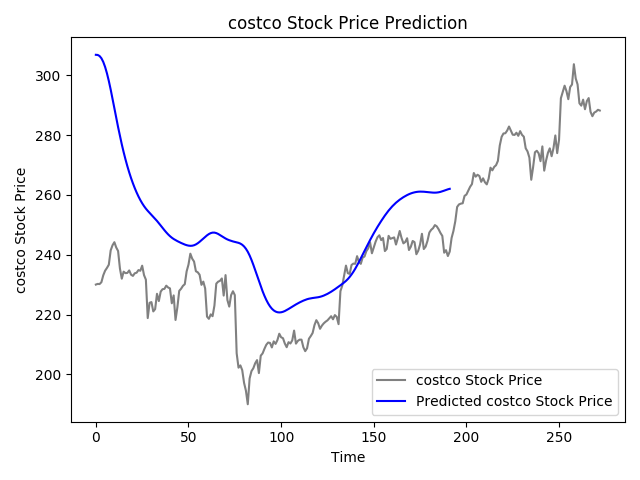 costco Stock Price Prediction
costco Stock Price
300
280
260
240
220
200
0
50
100
150
200
250
Time
costco Stock Price
Predicted costco Stock Price